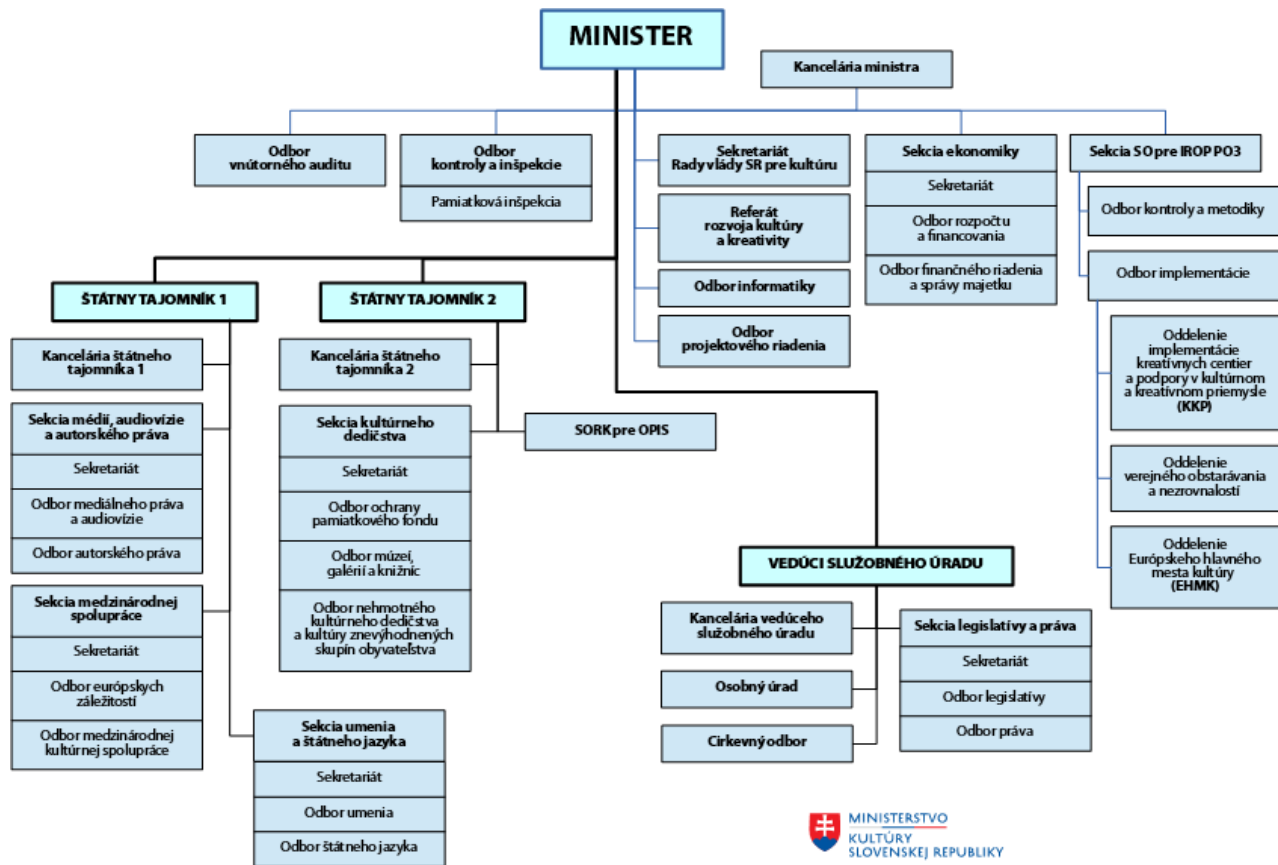 MINISTER
Kancelária ministra
Odbor
vnútorného auditu
Odbor
kontroly a inšpekcie
Pamiatková inšpekcia
Sekretariát
Rady vlády SR pre kultúru
Referát
rozvoja kultúry
a kreativity
Odbor informatiky
Odbor
projektového riadenia
Sekcia ekonomiky
Sekretariát
Odbor rozpočtu
a financovania
Odbor finančného riadenia
a správy majetku
Sekcia SO pre IROP PO3
Odbor kontroly a metodiky
Odbor implementácie
Oddelenie
implementácie
kreatívnych centier
a podpory v kultúrnom
a kreatívnom priemysle
(KKP)
Oddelenie
verejného obstarávania
a nezrovnalostí
Oddelenie
Európskeho hlavného
mesta kultúry
(EHMK)
ŠTÁTNY TAJOMNÍK 1
Kancelária štátneho
tajomníka 1
Sekcia médií, audiovízie
a autorského práva
Sekretariát
Odbor mediálneho práva
a audiovízie
Odbor autorského práva
Sekcia medzinárodnej
spolupráce
Sekretariát
Odbor európskych
záležitostí
Odbor medzinárodnej
kultúrnej spolupráce
Sekcia umenia
a štátneho jazyka
Sekretariát
Odbor umenia
Odbor štátneho jazyka
ŠTÁTNY TAJOMNÍK 2
Kancelária štátneho
tajomníka 2
Sekcia kultúrneho
dedičstva
Sekretariát
Odbor ochrany
pamiatkového fondu
Odbor múzeí,
galérií a knižníc
Odbor nehmotného
kultúrneho dedičstva
a kultúry znevýhodnených
skupín obyvateľstva
SORK pre OPIS
VEDÚCI SLUŽOBNÉHO ÚRADU
Kancelária vedúceho
služobného úradu
Osobný úrad
Cirkevný odbor
Sekcia legislatívy a práva
Sekretariát
Odbor legislatívy
Odbor práva
MINISTERSTVO
KULTÚRY
SLOVENSKEJ REPUBLIKY